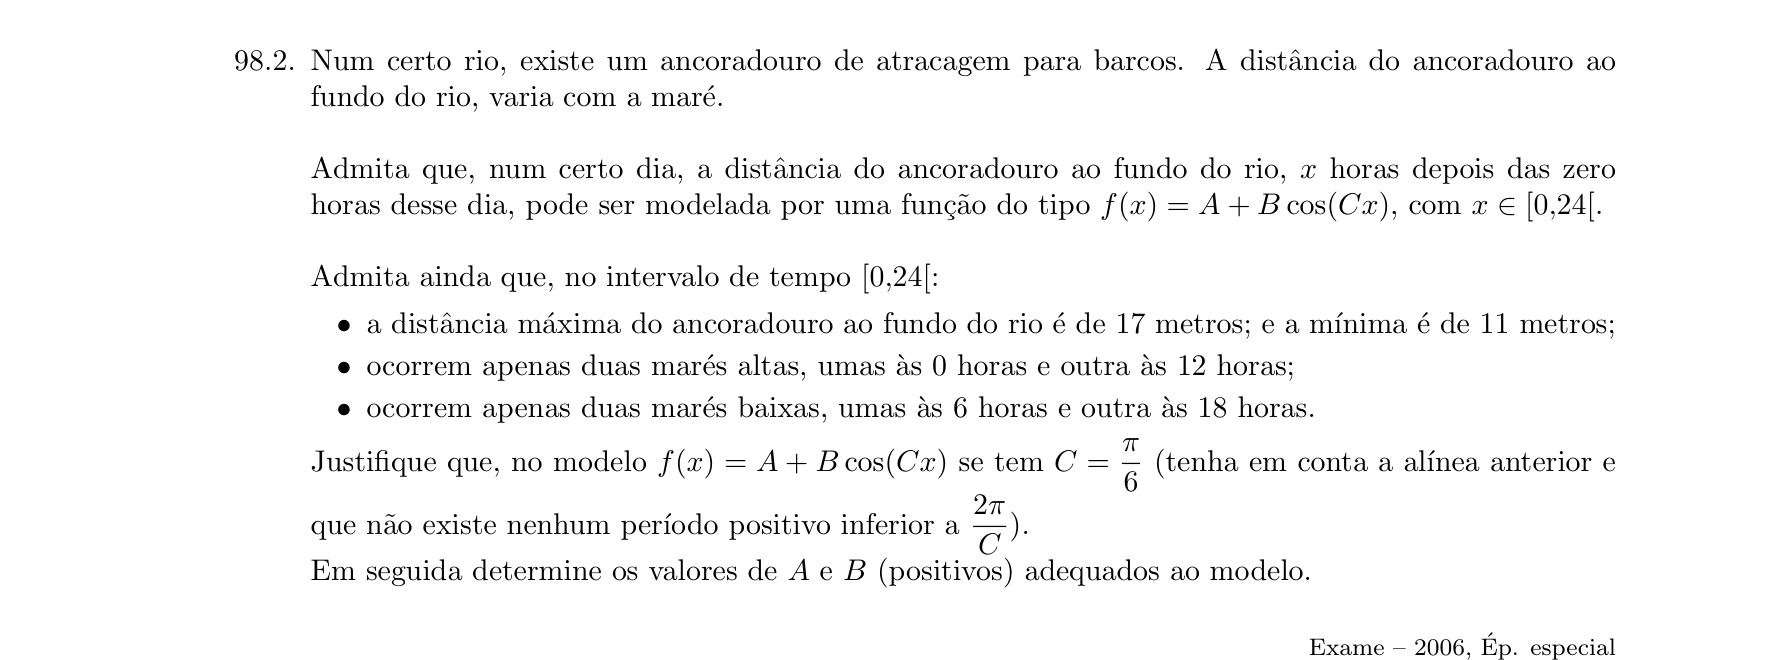 98.2. Num certo rio, existe um ancoradouro de atracagem para barcos. A distância do ancoradouro ao
fundo do rio, varia com a maré.
Admita que, num certo dia, a distância do ancoradouro ao fundo do rio, x horas depois das zero
horas desse dia, pode ser modelada por uma função do tipo f(x) = A + B cos(Cx), com x ∈ [0,24[.
Admita ainda que, no intervalo de tempo [0,24[:
• a distância máxima do ancoradouro ao fundo do rio é de 17 metros; e a mínima é de 11 metros;
• ocorrem apenas duas marés altas, umas às 0 horas e outra às 12 horas;
• ocorrem apenas duas marés baixas, umas às 6 horas e outra às 18 horas.
Justifique que, no modelo f(x) = A + B cos(Cx) se tem C = π/6 (tenha em conta a alínea anterior e
que não existe nenhum período positivo inferior a 2π/C).
Em seguida determine os valores de A e B (positivos) adequados ao modelo.
Exame – 2006, Ép. especial